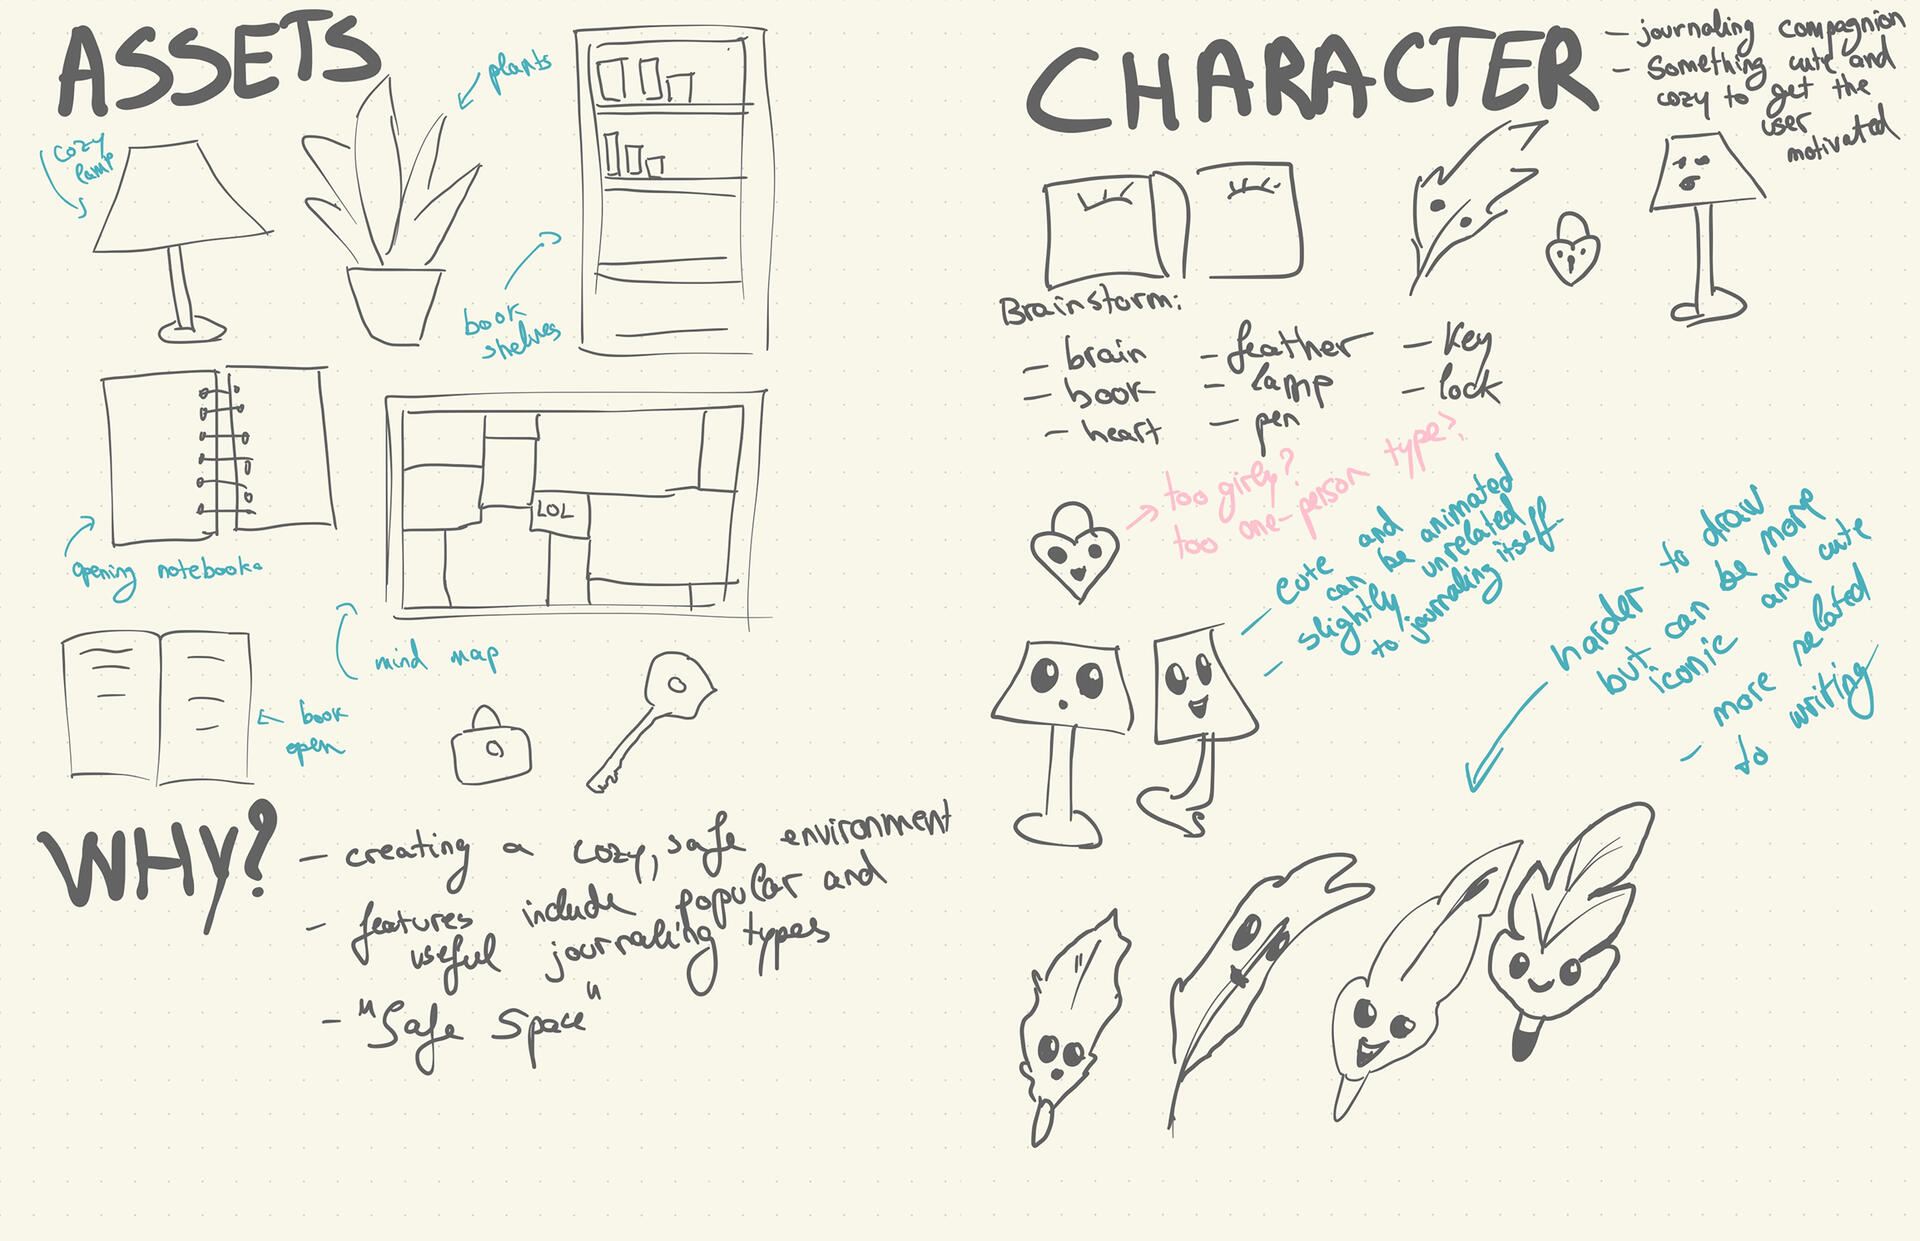 ASSETS
plants
cozy
lamp
book
shelves
LOL
opening notebooks
mind map
book
open
WHY?
- creating a cozy, safe environment
- features include popular and
useful journaling types
- "Safe Space"
CHARACTER
- journaling compagnion
- Something cute and
cozy to get the
user
motivated
Brainstorm:
- brain
- book
- heart
- feather
- lamp
- pen
- key
- lock
too girly?
too one-person types,
- cute and animated
can be
- slightly unrelated
to journaling itself.
harder to draw
but can be more
iconic and cute
- more related
to writing